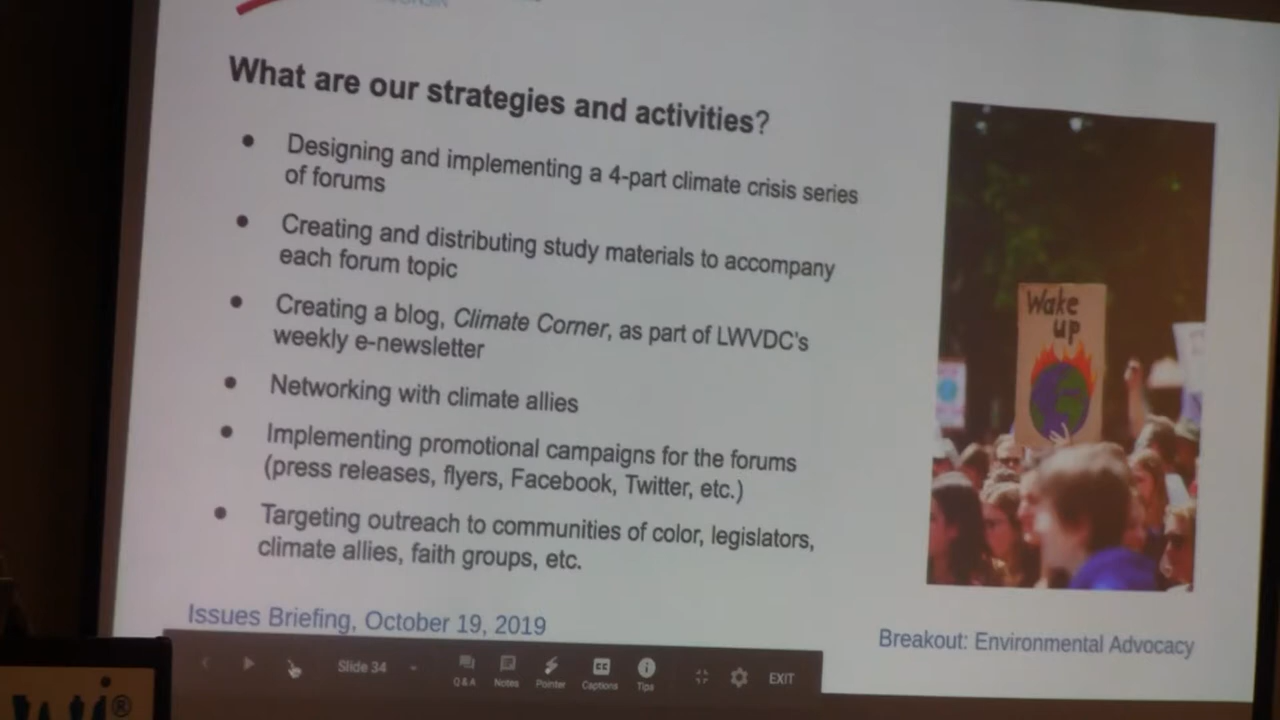 What are our strategies and activities?
Designing and implementing a 4-part climate crisis series
of forums
Creating and distributing study materials to accompany
each forum topic
Creating a blog, Climate Corner, as part of LWVDC's
weekly e-newsletter
Networking with climate allies
Implementing promotional campaigns for the forums
(press releases, flyers, Facebook, Twitter, etc.)
Targeting outreach to communities of color, legislators,
climate allies, faith groups, etc.
Wake
up
Issues Briefing, October 19, 2019
Breakout: Environmental Advocacy
Slide 34
Q & A
Notes
Pointer
CC
Captions
Tips
EXIT